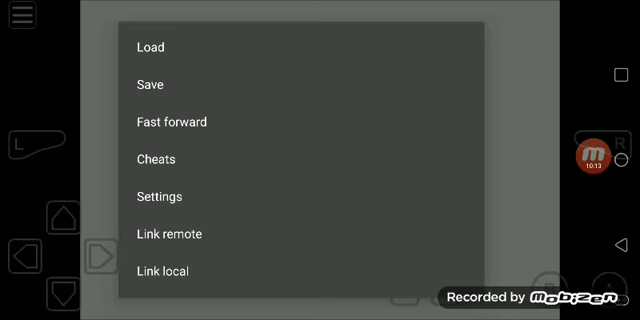 Load
Save
Fast forward
Cheats
Settings
Link remote
Link local
L
R
10:13
B
A
Recorded by mobizen